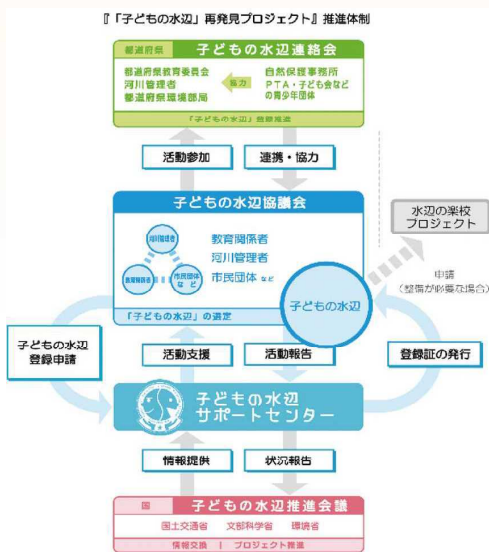 『「子どもの水辺」再発見プロジェクト』推進体制
都道府県 子どもの水辺連絡会
都道府県教育委員会
河川管理者
都道府県環境部局
協力
自然保護事務所
PTA・子ども会など
の青少年団体
「子どもの水辺」登録推進
活動参加
連携・協力
子どもの水辺協議会
河川管理者
教育関係者
市民団体
など
教育関係者
河川管理者
市民団体 など
子どもの水辺
「子どもの水辺」の選定
水辺の楽校
プロジェクト
申請
(整備が必要な場合)
子どもの水辺
登録申請
活動支援
活動報告
登録証の発行
子どもの水辺
サポートセンター
情報提供
状況報告
国 子どもの水辺推進会議
国土交通省 文部科学省 環境省
情報交換 | プロジェクト推進